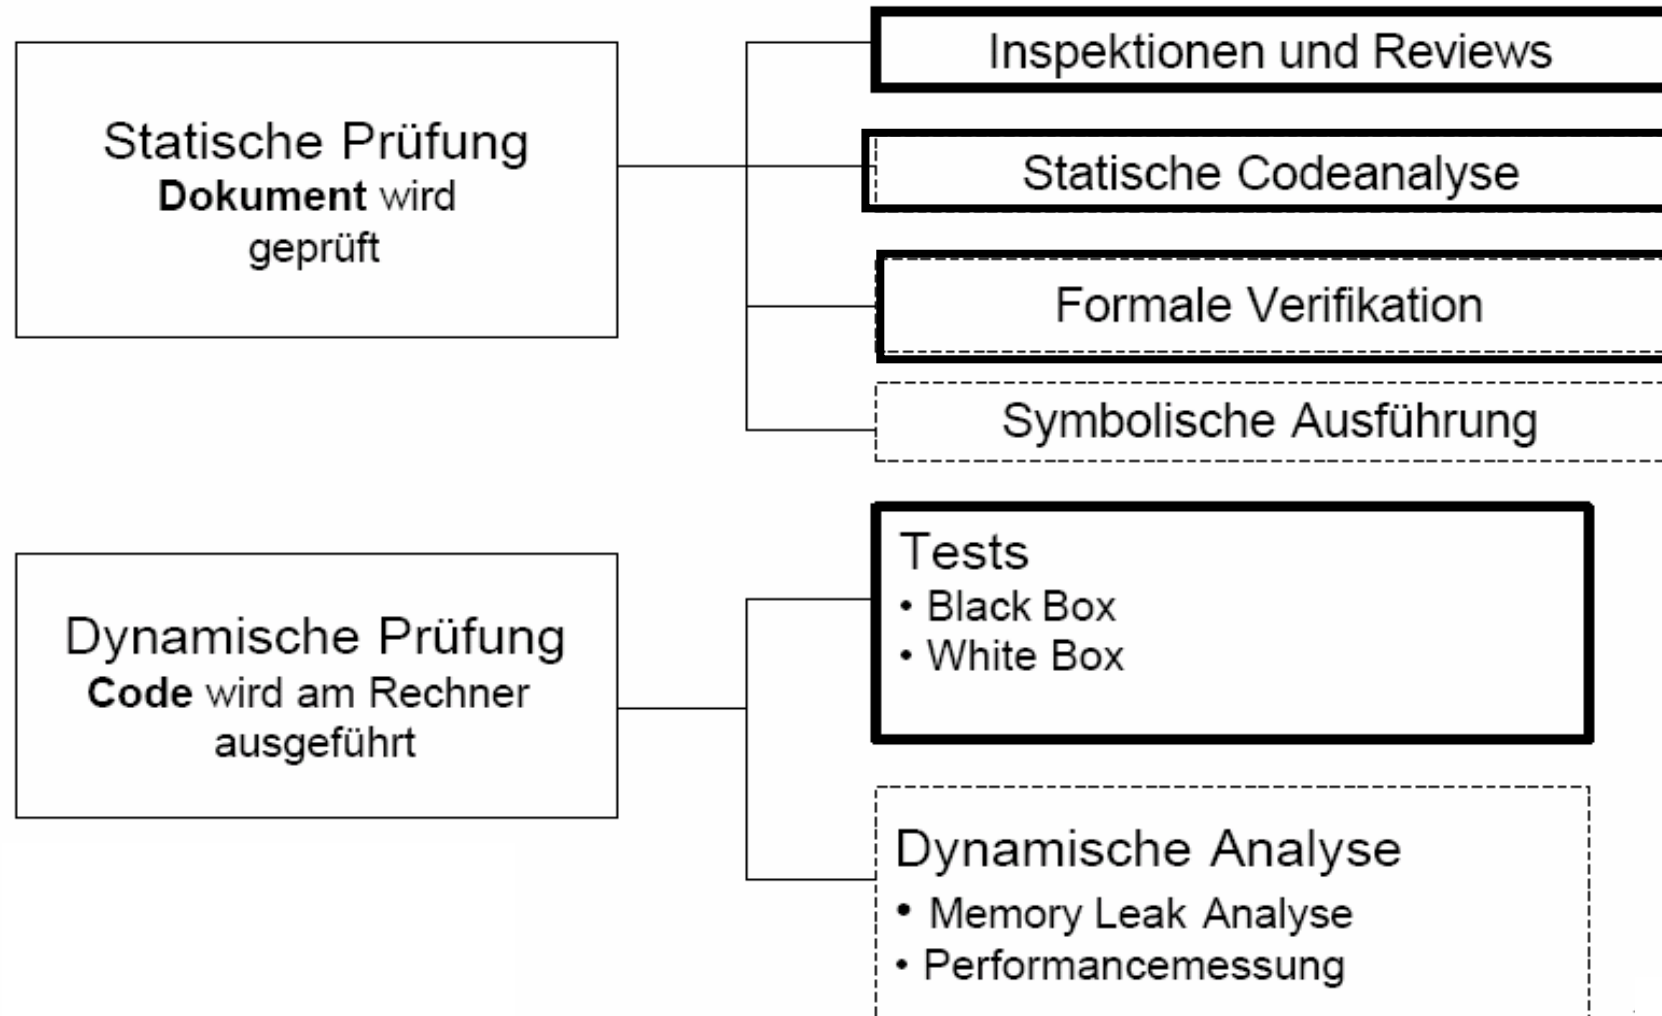 Statische Prüfung
Dokument wird
geprüft
Inspektionen und Reviews
Statische Codeanalyse
Formale Verifikation
Symbolische Ausführung
Dynamische Prüfung
Code wird am Rechner
ausgeführt
Tests
• Black Box
• White Box
Dynamische Analyse
• Memory Leak Analyse
• Performancemessung